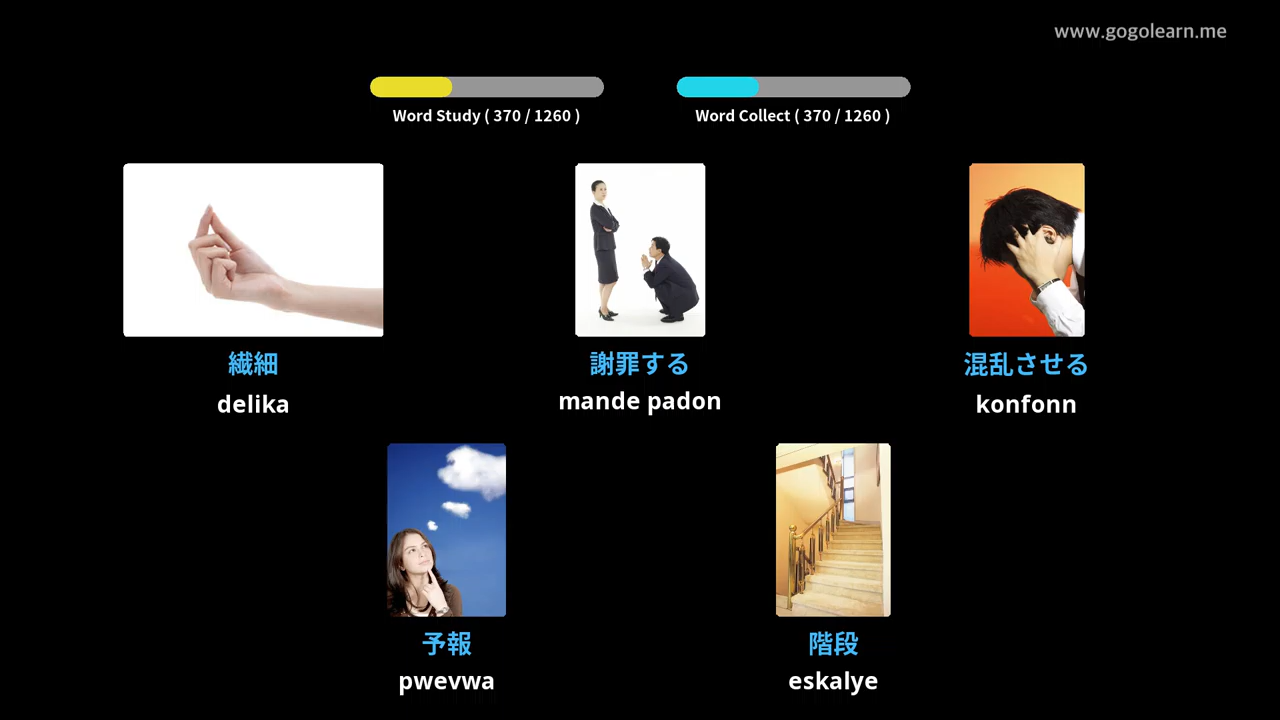 www.gogolearn.me
Word Study ( 370 / 1260 )
Word Collect ( 370 / 1260 )
繊細
delika
謝罪する
mande padon
混乱させる
konfonn
予報
pwevwa
階段
eskalye